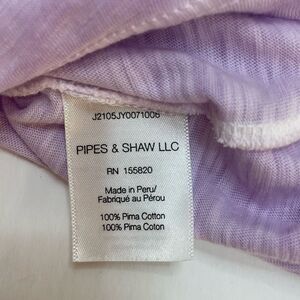 J2105JY0071006
PIPES & SHAW LLC
RN 155820
Made in Peru/
Fabriqué au Pérou
100% Pima Cotton
100% Pima Coton